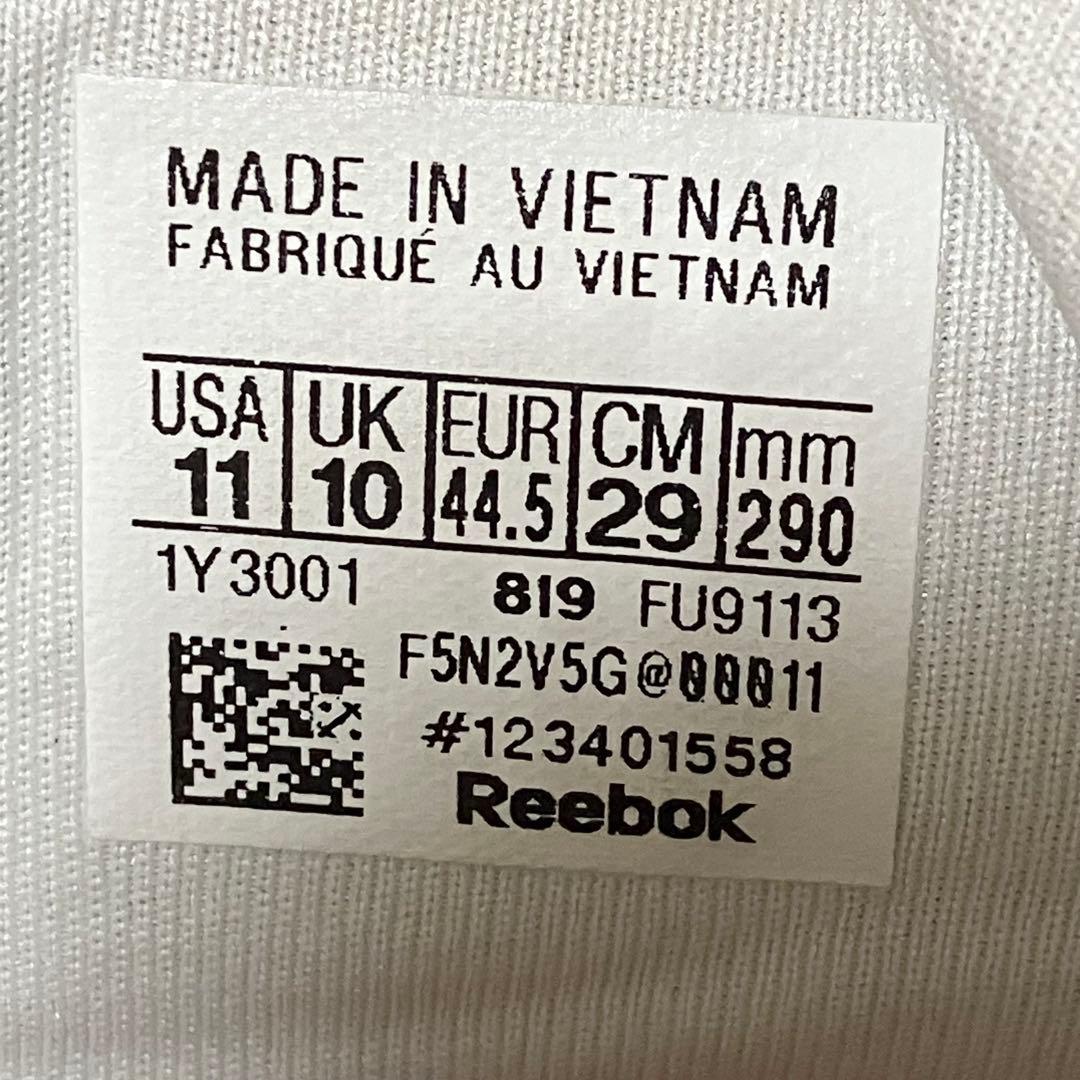 MADE IN VIETNAM
FABRIQUÉ AU VIETNAM
USA UK EUR CM mm
11 10 44.5 29 290
1Y3001 819 FU9113
F5N2V5G@00011
#123401558
Reebok